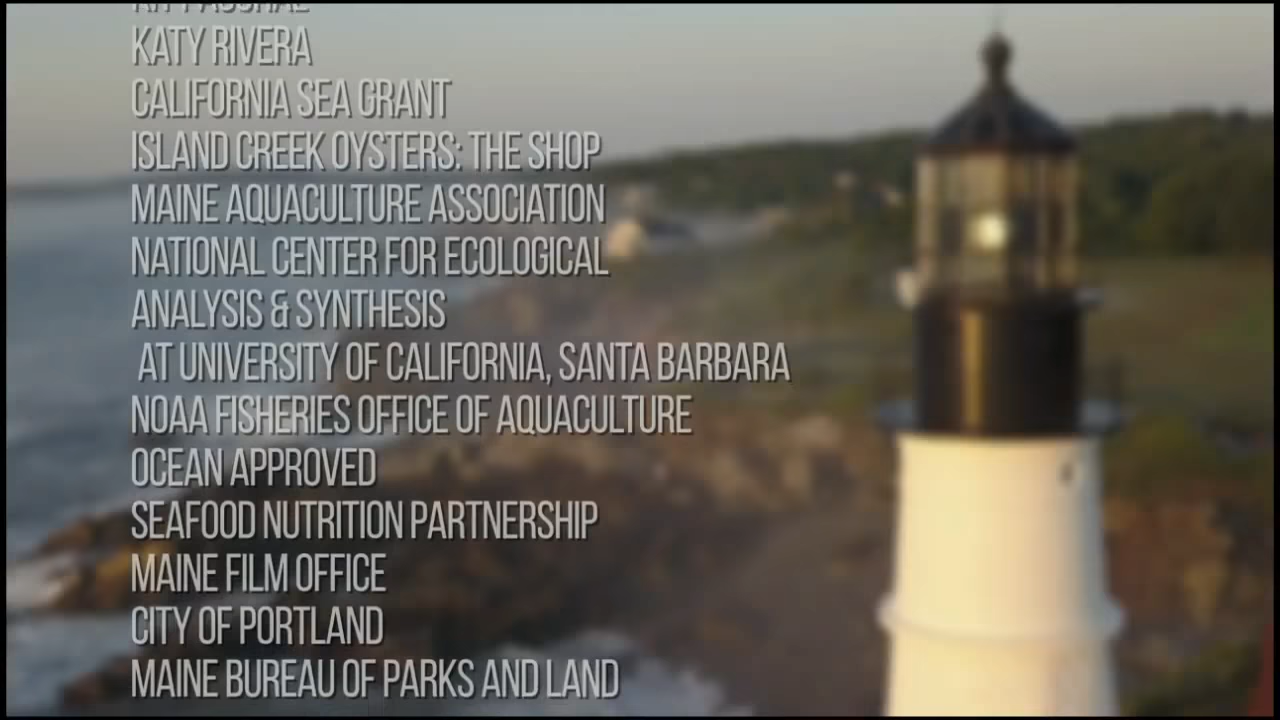 KATY RIVERA
CALIFORNIA SEA GRANT
ISLAND CREEK OYSTERS: THE SHOP
MAINE AQUACULTURE ASSOCIATION
NATIONAL CENTER FOR ECOLOGICAL
ANALYSIS & SYNTHESIS
AT UNIVERSITY OF CALIFORNIA, SANTA BARBARA
NOAA FISHERIES OFFICE OF AQUACULTURE
OCEAN APPROVED
SEAFOOD NUTRITION PARTNERSHIP
MAINE FILM OFFICE
CITY OF PORTLAND
MAINE BUREAU OF PARKS AND LAND